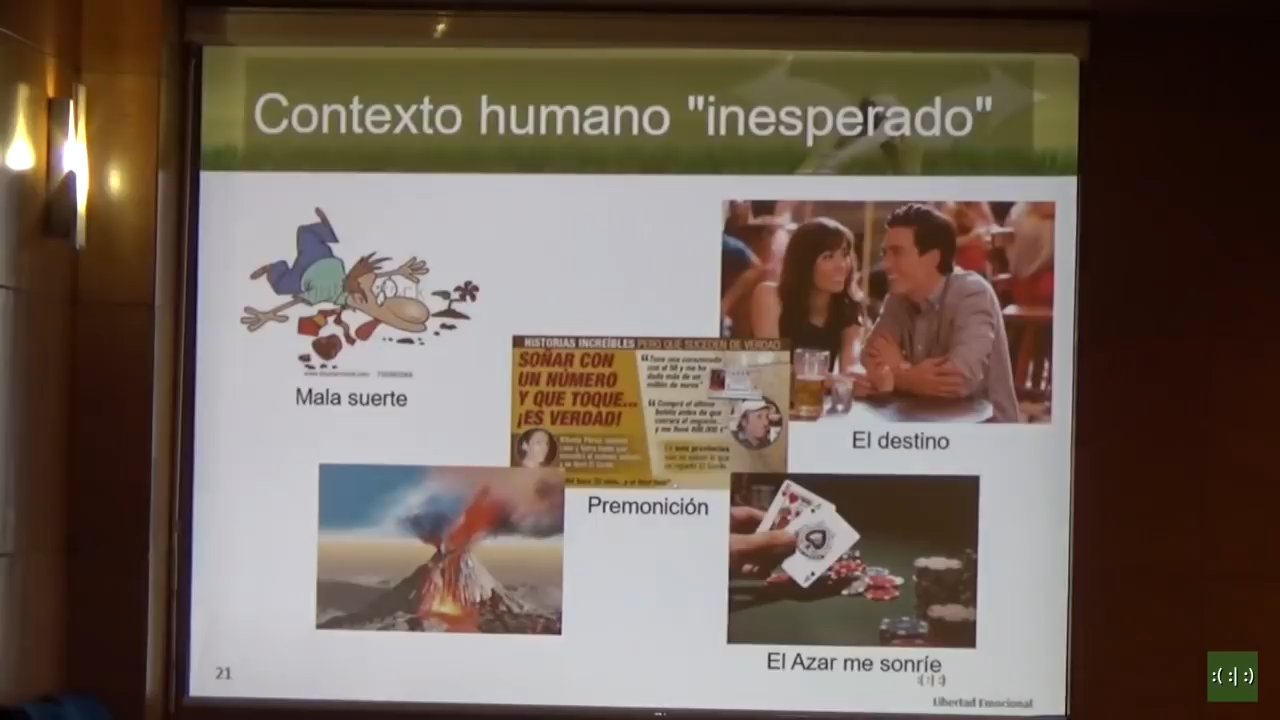 Contexto humano "inesperado"
Mala suerte
HISTORIAS INCREÍBLES PERO QUE SUCEDEN DE VERDAD
SOÑAR CON
UN NÚMERO
Y QUE TOQUE...
¡ES VERDAD!
Premonición
El destino
El Azar me sonríe
:( :| :)
21
Libertad Emocional
:( :| :)